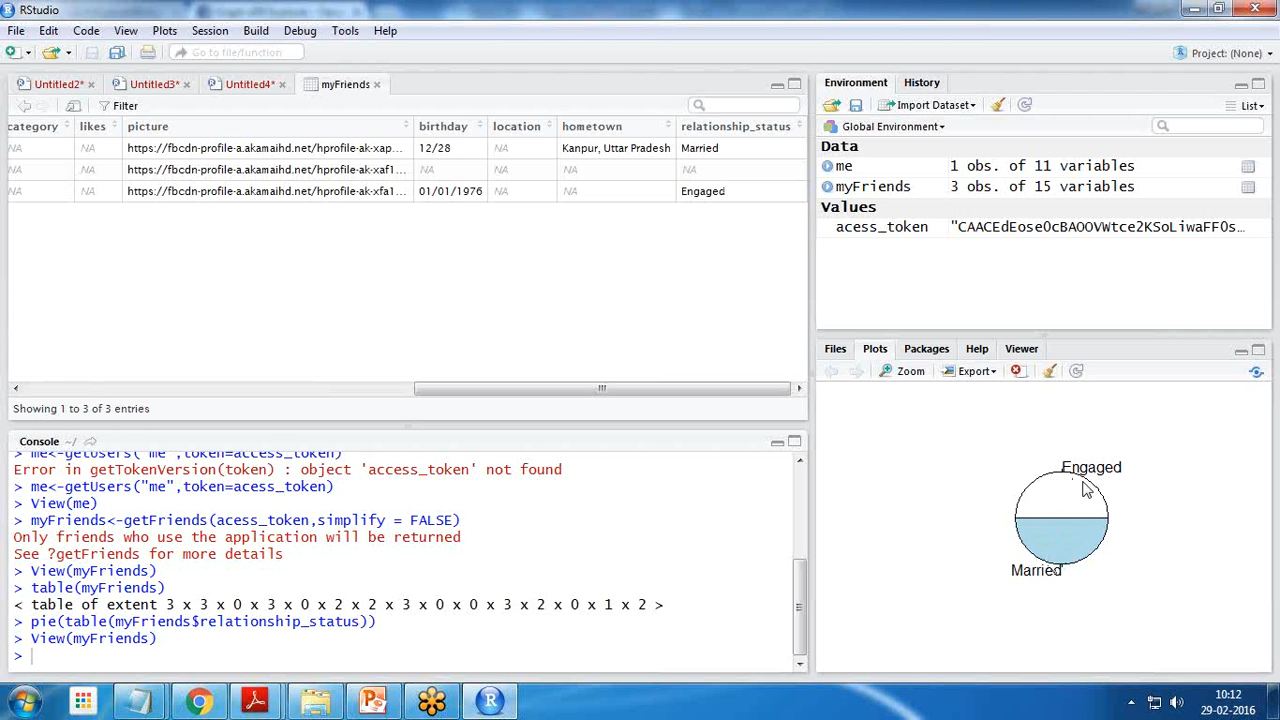 RStudio
File Edit Code View Plots Session Build Debug Tools Help
Go to file/function
Project: (None)
Untitled2* × Untitled3* × Untitled4* × myFriends ×
Filter
category likes picture birthday location hometown relationship_status
NA NA https://fbcdn-profile-a.akamaihd.net/hprofile-ak-xap... 12/28 NA Kanpur, Uttar Pradesh Married
NA NA https://fbcdn-profile-a.akamaihd.net/hprofile-ak-xaf1... NA NA NA NA
NA NA https://fbcdn-profile-a.akamaihd.net/hprofile-ak-xfa1... 01/01/1976 NA NA Engaged
Showing 1 to 3 of 3 entries
Console ~/
> me<-getUsers("me",token=access_token)
Error in getTokenVersion(token) : object 'access_token' not found
> me<-getUsers("me",token=acess_token)
> View(me)
> myFriends<-getFriends(acess_token,simplify = FALSE)
Only friends who use the application will be returned
See ?getFriends for more details
> View(myFriends)
> table(myFriends)
< table of extent 3 x 3 x 0 x 3 x 0 x 2 x 2 x 3 x 0 x 0 x 3 x 2 x 0 x 1 x 2 >
> pie(table(myFriends$relationship_status))
> View(myFriends)
>
Environment History
Import Dataset List
Global Environment
Data
me 1 obs. of 11 variables
myFriends 3 obs. of 15 variables
Values
acess_token "CAACEdEose0cBAOOVWtce2KSoLiwaFF0s...
Files Plots Packages Help Viewer
Zoom Export
Engaged
Married
10:12
29-02-2016